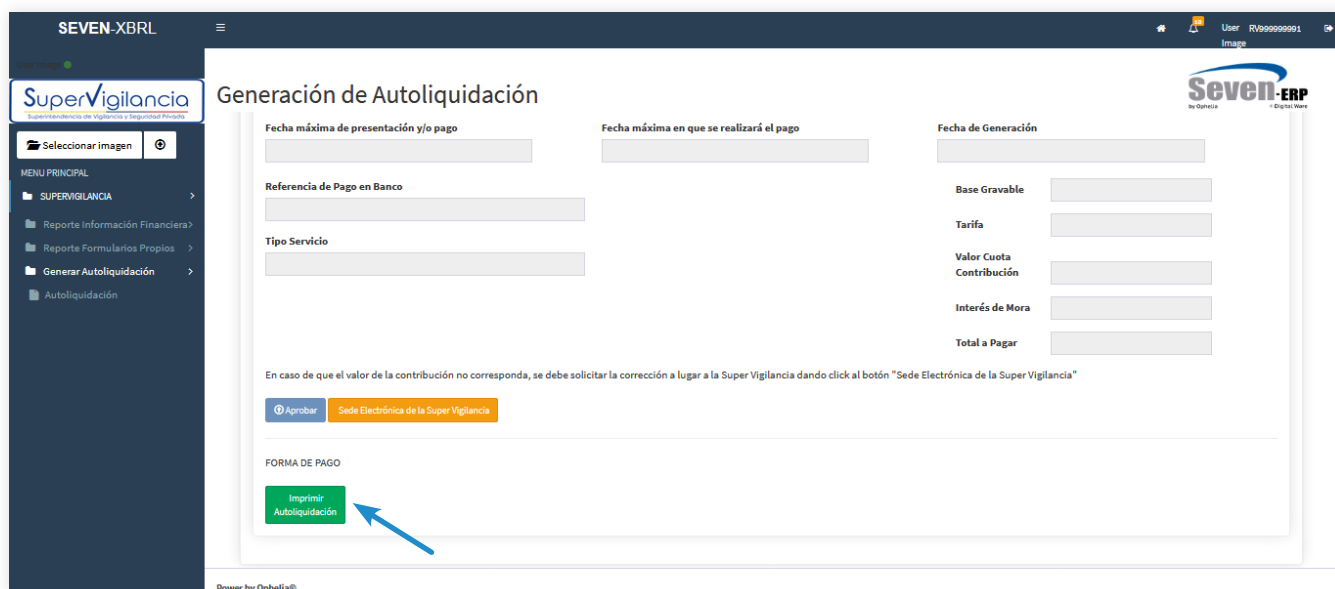 SEVEN-XBRL
10
User Image
RV999999991
SuperVigilancia
Superintendencia de Vigilancia y Seguridad Privada
Seven-ERP
by Ophelia
Digital Ware
Generación de Autoliquidación
Seleccionar imagen
MENU PRINCIPAL
SUPERVIGILANCIA
Reporte Información Financiera
Reporte Formularios Propios
Generar Autoliquidación
Autoliquidación
Fecha máxima de presentación y/o pago
Fecha máxima en que se realizará el pago
Fecha de Generación
Referencia de Pago en Banco
Tipo Servicio
Base Gravable
Tarifa
Valor Cuota
Contribución
Interés de Mora
Total a Pagar
En caso de que el valor de la contribución no corresponda, se debe solicitar la corrección a lugar a la Super Vigilancia dando click al botón "Sede Electrónica de la Super Vigilancia"
Aprobar
Sede Electrónica de la Super Vigilancia
FORMA DE PAGO
Imprimir
Autoliquidación
Power by Ophelia©